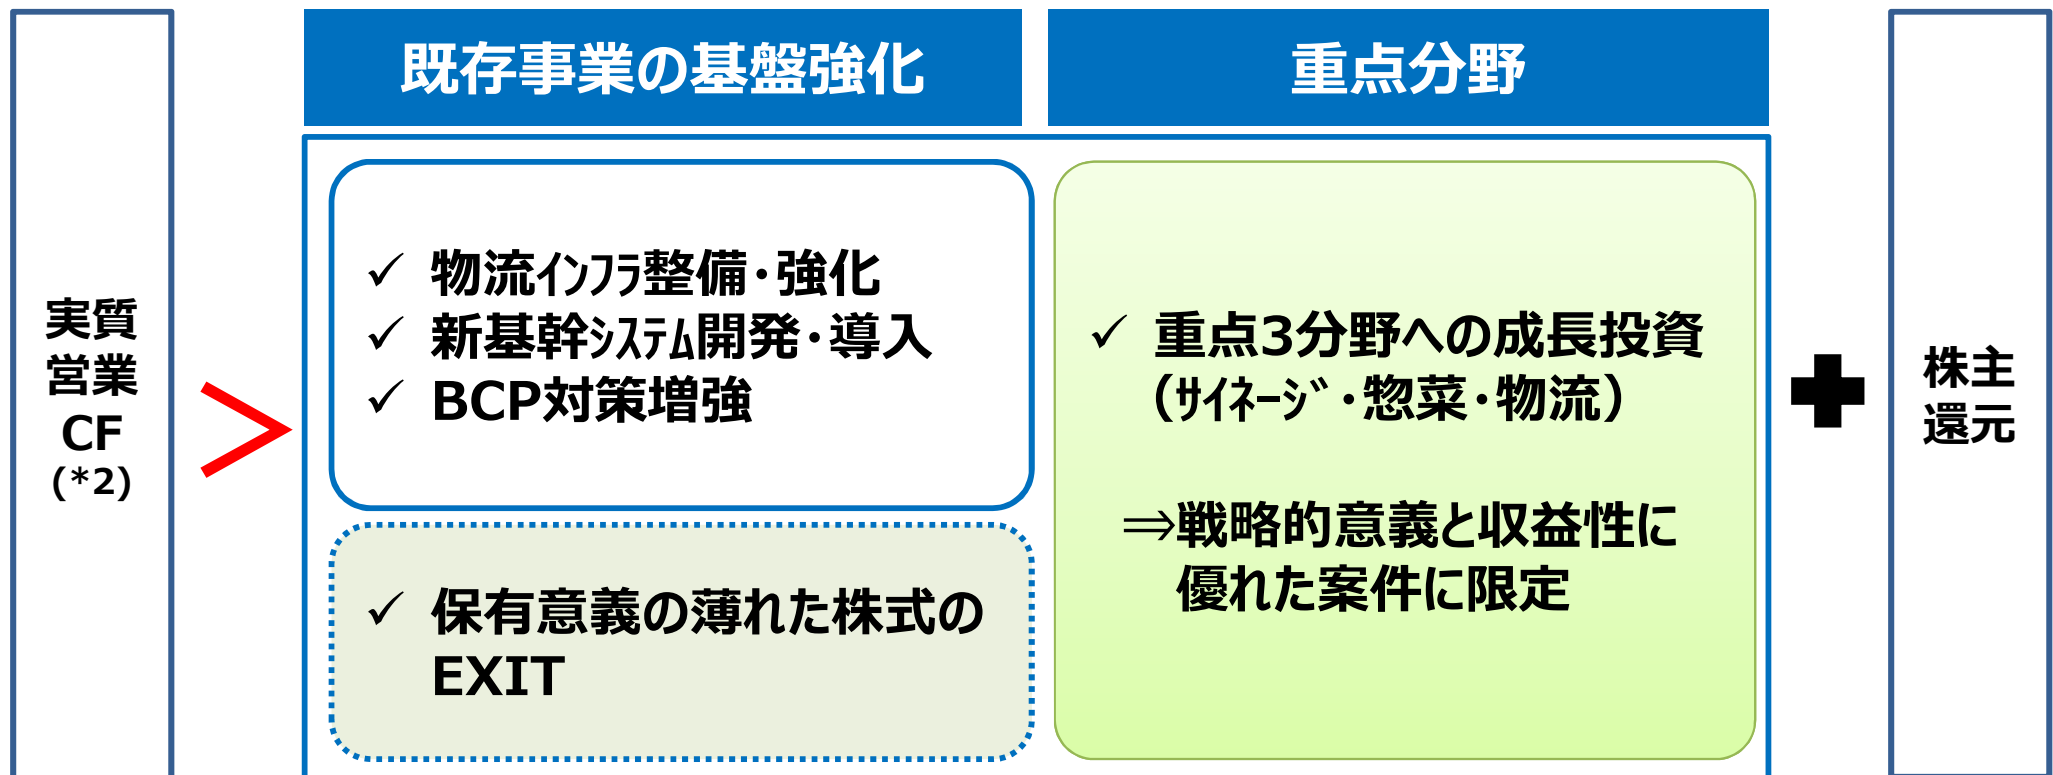 実質
営業
CF
(*2)
既存事業の基盤強化
✓ 物流ｲﾝﾌﾗ整備･強化
✓ 新基幹ｼｽﾃﾑ開発･導入
✓ BCP対策増強
✓ 保有意義の薄れた株式の
EXIT
重点分野
✓ 重点3分野への成長投資
(ｻｲﾈｰｼﾞ･惣菜･物流)
⇒戦略的意義と収益性に
優れた案件に限定
株主
還元